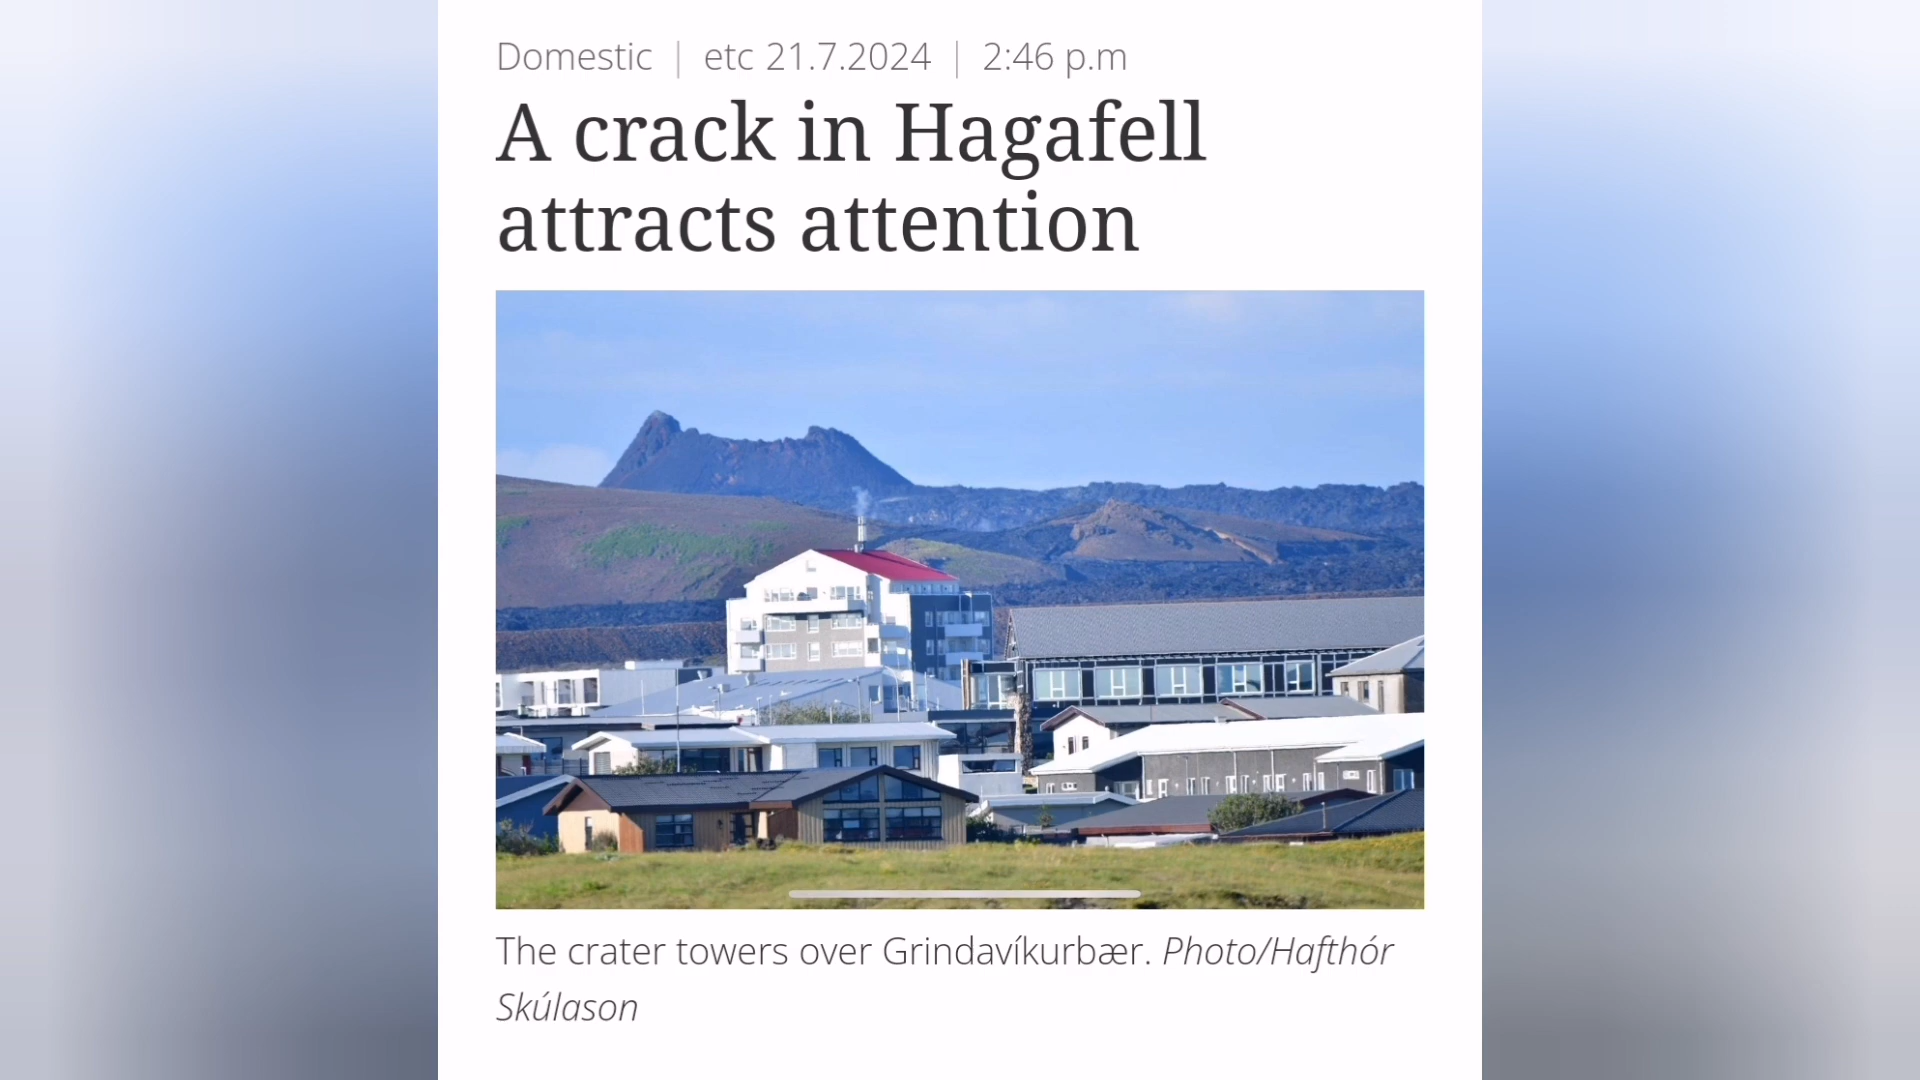 Domestic | etc 21.7.2024 | 2:46 p.m
A crack in Hagafell
attracts attention
The crater towers over Grindavíkurbær. Photo/Hafthór
Skúlason